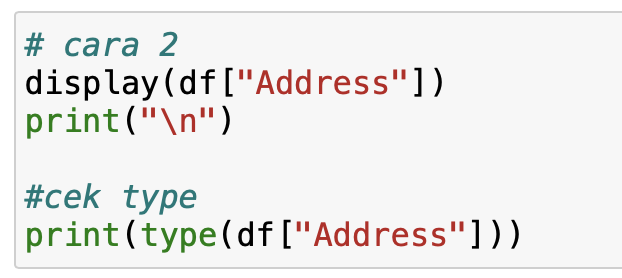 # cara 2
display(df["Address"])
print("\n")

#cek type
print(type(df["Address"]))